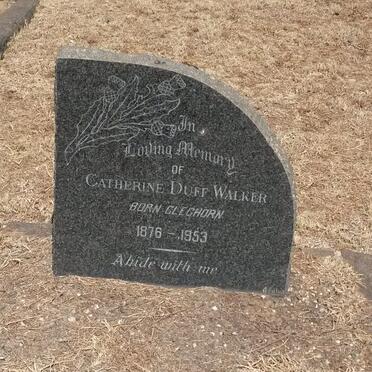 In
Loving Memory
OF
CATHERINE DUFF WALKER
BORN CLEGHORN
1876 – 1953
Abide with me